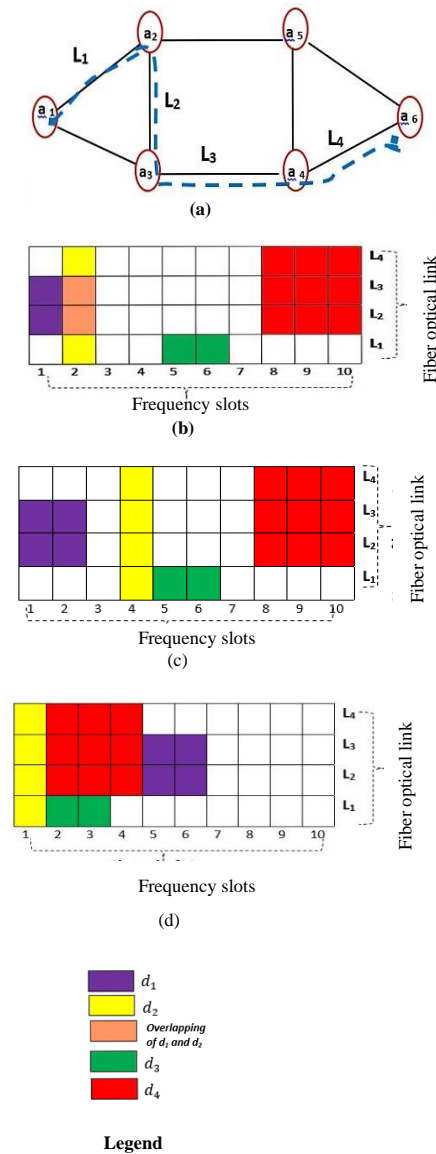 a₂
a₅
L₁
a₁
L₂
L₄
a₆
L₃
a₃
a₄
(a)
L₄
L₃
L₂
L₁
Fiber optical link
1 2 3 4 5 6 7 8 9 10
Frequency slots
(b)
L₄
L₃
L₂
L₁
Fiber optical link
1 2 3 4 5 6 7 8 9 10
Frequency slots
(c)
L₄
L₃
L₂
L₁
Fiber optical link
1 2 3 4 5 6 7 8 9 10
Frequency slots
(d)
d₁
d₂
Overlapping
of d₁ and d₂
d₃
d₄
Legend